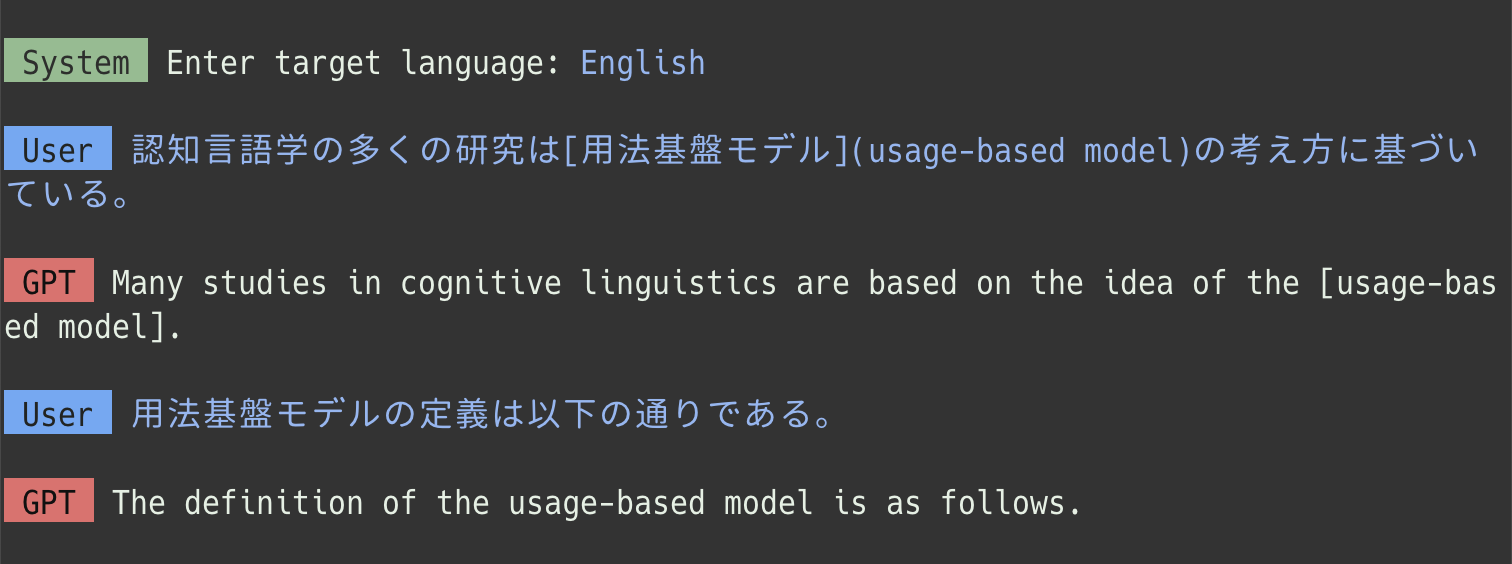 System Enter target language: English
User 認知言語学の多くの研究は[用法基盤モデル](usage-based model)の考え方に基づい
ている。
GPT Many studies in cognitive linguistics are based on the idea of the [usage-bas
ed model].
User 用法基盤モデルの定義は以下の通りである。
GPT The definition of the usage-based model is as follows.